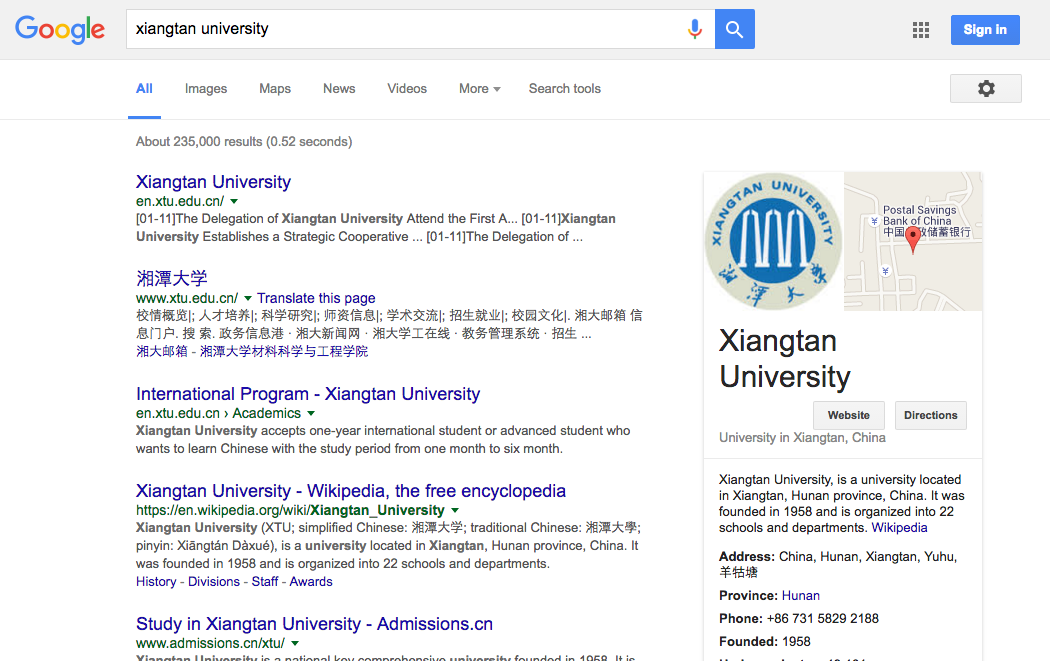 Google
xiangtan university
Sign in
All Images Maps News Videos More Search tools
About 235,000 results (0.52 seconds)
Xiangtan University
en.xtu.edu.cn/
[01-11]The Delegation of Xiangtan University Attend the First A... [01-11]Xiangtan
University Establishes a Strategic Cooperative ... [01-11]The Delegation of ...
湘潭大学
www.xtu.edu.cn/ Translate this page
校情概览|; 人才培养|; 科学研究|; 师资信息|; 学术交流|; 招生就业|; 校园文化|. 湘大邮箱 信
息门户. 搜 索. 政务信息港 · 湘大新闻网 · 湘大学工在线 · 教务管理系统 · 招生 ...
湘大邮箱 - 湘潭大学材料科学与工程学院
International Program - Xiangtan University
en.xtu.edu.cn › Academics
Xiangtan University accepts one-year international student or advanced student who
wants to learn Chinese with the study period from one month to six month.
Xiangtan University - Wikipedia, the free encyclopedia
https://en.wikipedia.org/wiki/Xiangtan_University
Xiangtan University (XTU; simplified Chinese: 湘潭大学; traditional Chinese: 湘潭大學;
pinyin: Xiāngtán Dàxué), is a university located in Xiangtan, Hunan province, China. It
was founded in 1958 and is organized into 22 schools and departments.
History - Divisions - Staff - Awards
Study in Xiangtan University - Admissions.cn
www.admissions.cn/xtu/
Xiangtan University is a national key comprehensive university founded in 1958. It is
XIANGTAN UNIVERSITY
湘潭大学
Postal Savings
Bank of China
中国 政储蓄银行
¥
¥
Xiangtan
University
Website Directions
University in Xiangtan, China
Xiangtan University, is a university located
in Xiangtan, Hunan province, China. It was
founded in 1958 and is organized into 22
schools and departments. Wikipedia
Address: China, Hunan, Xiangtan, Yuhu,
羊牯塘
Province: Hunan
Phone: +86 731 5829 2188
Founded: 1958